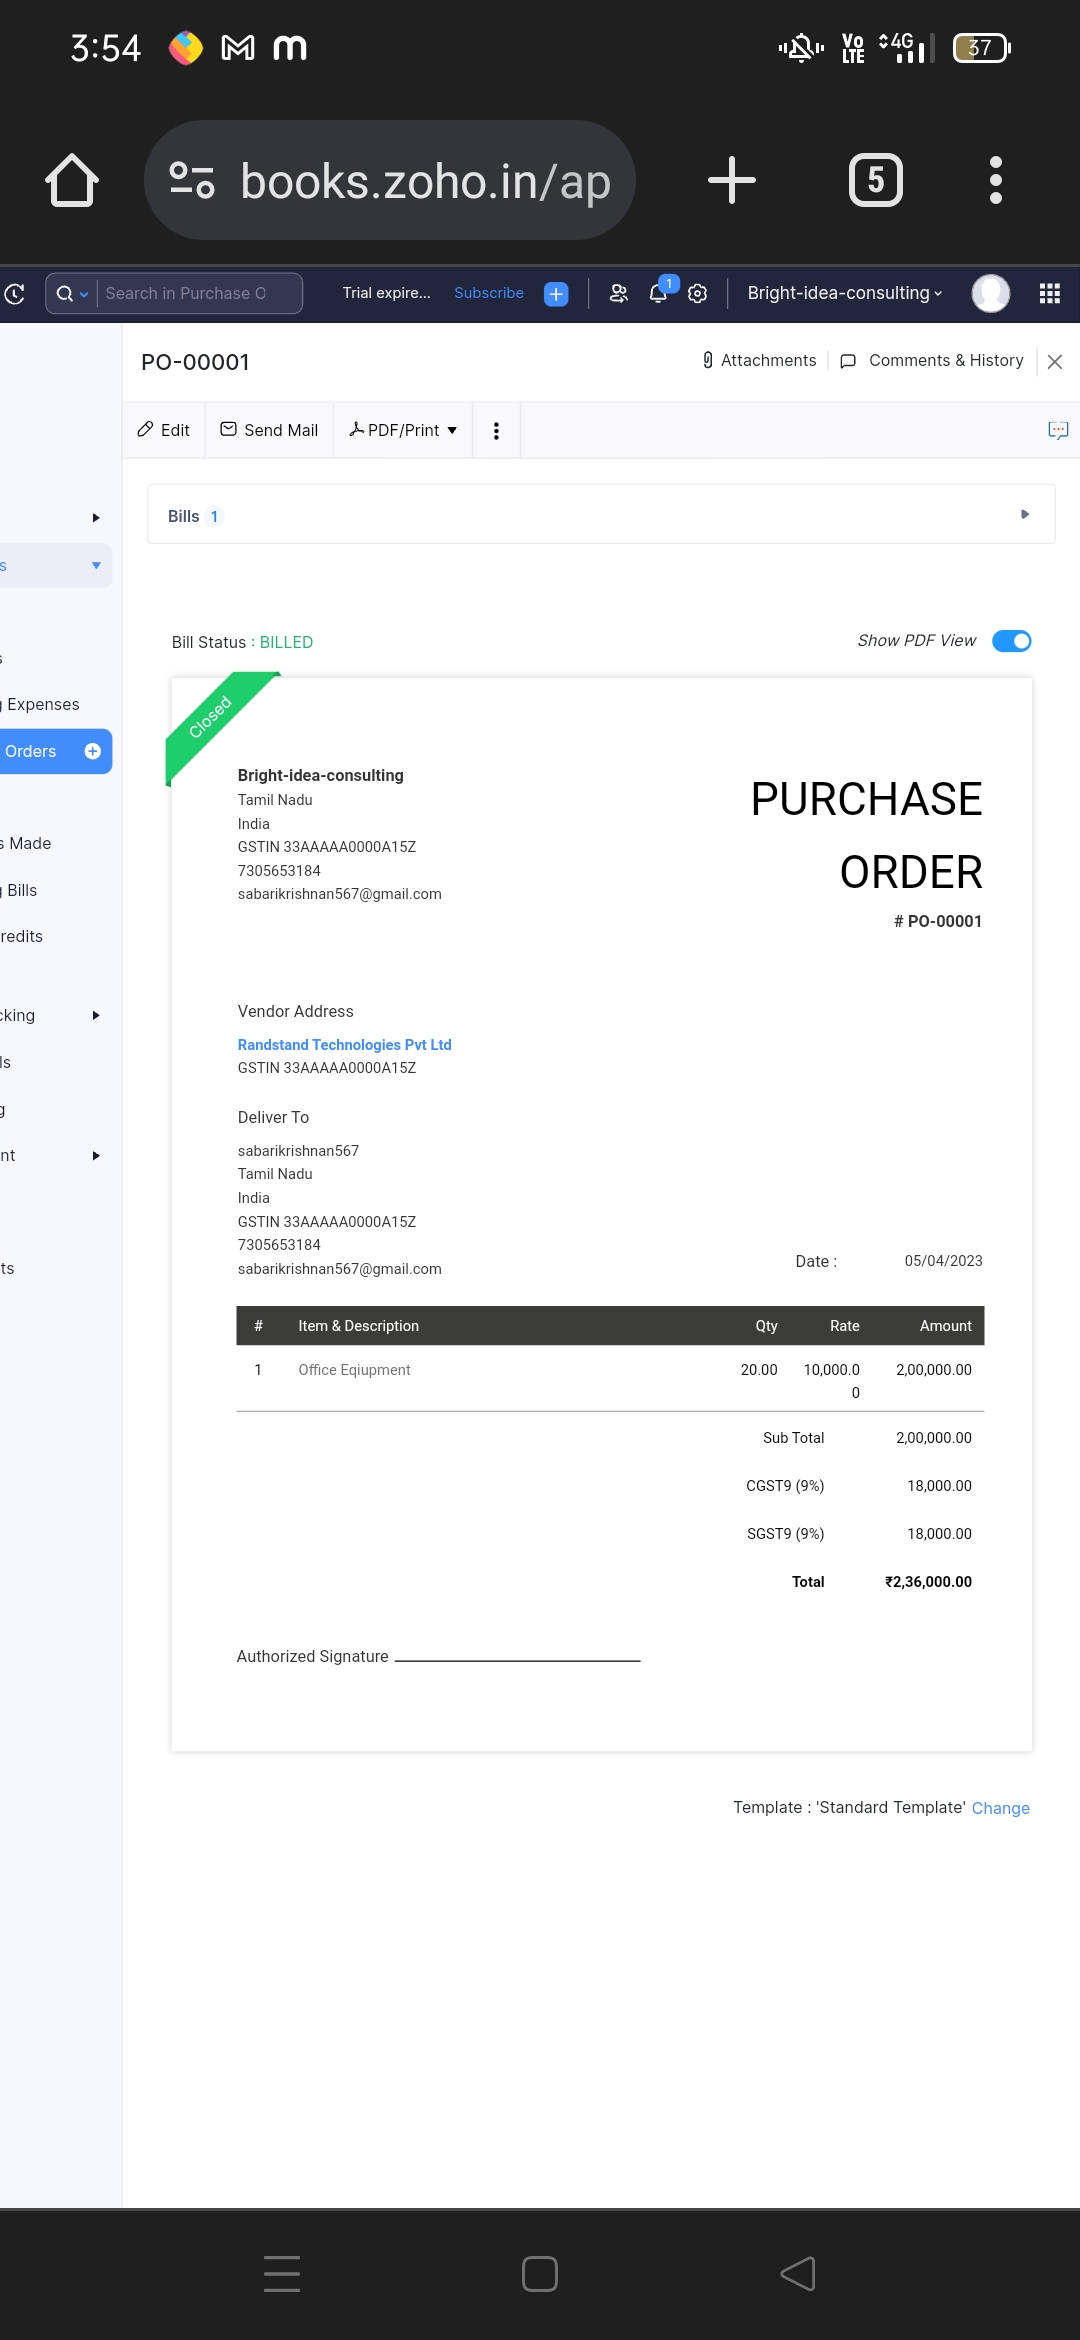 3:54
Vo LTE 4G 37
books.zoho.in/ap
5
Search in Purchase O
Trial expire...
Subscribe
1
Bright-idea-consulting
PO-00001
Attachments
Comments & History
Edit
Send Mail
PDF/Print
Bills 1
s
Bill Status : BILLED
Show PDF View
s
g Expenses
Orders
s Made
g Bills
redits
cking
ls
g
nt
ts
Closed
Bright-idea-consulting
Tamil Nadu
India
GSTIN 33AAAAA0000A15Z
7305653184
sabarikrishnan567@gmail.com
PURCHASE
ORDER
# PO-00001
Vendor Address
Randstand Technologies Pvt Ltd
GSTIN 33AAAAA0000A15Z
Deliver To
sabarikrishnan567
Tamil Nadu
India
GSTIN 33AAAAA0000A15Z
7305653184
sabarikrishnan567@gmail.com
Date : 05/04/2023
# Item & Description Qty Rate Amount
1 Office Eqiupment 20.00 10,000.0 2,00,000.00
0
Sub Total 2,00,000.00
CGST9 (9%) 18,000.00
SGST9 (9%) 18,000.00
Total ₹2,36,000.00
Authorized Signature
Template : 'Standard Template' Change